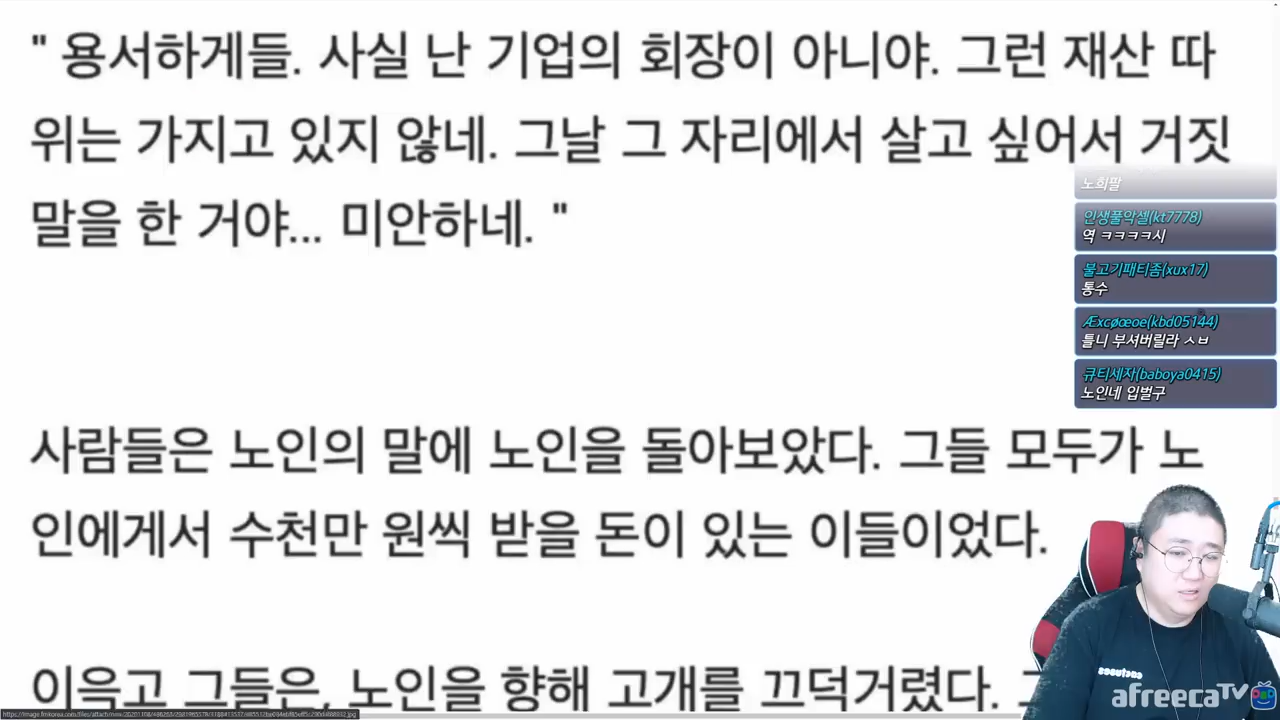 " 용서하게들. 사실 난 기업의 회장이 아니야. 그런 재산 따
위는 가지고 있지 않네. 그날 그 자리에서 살고 싶어서 거짓
말을 한 거야... 미안하네. "
노희팔
인생풀악셀(kt7778)
역 ㅋㅋㅋㅋ시
불고기패티좀(xux17)
통수
Æxcøœoe(kbd05144)
틀니 부셔버릴라 ㅅㅂ
큐티세자(baboya0415)
노인네 입벌구
사람들은 노인의 말에 노인을 돌아보았다. 그들 모두가 노
인에게서 수천만 원씩 받을 돈이 있는 이들이었다.
이윽고 그들은, 노인을 향해 고개를 끄덕거렸다.
afreecaTV